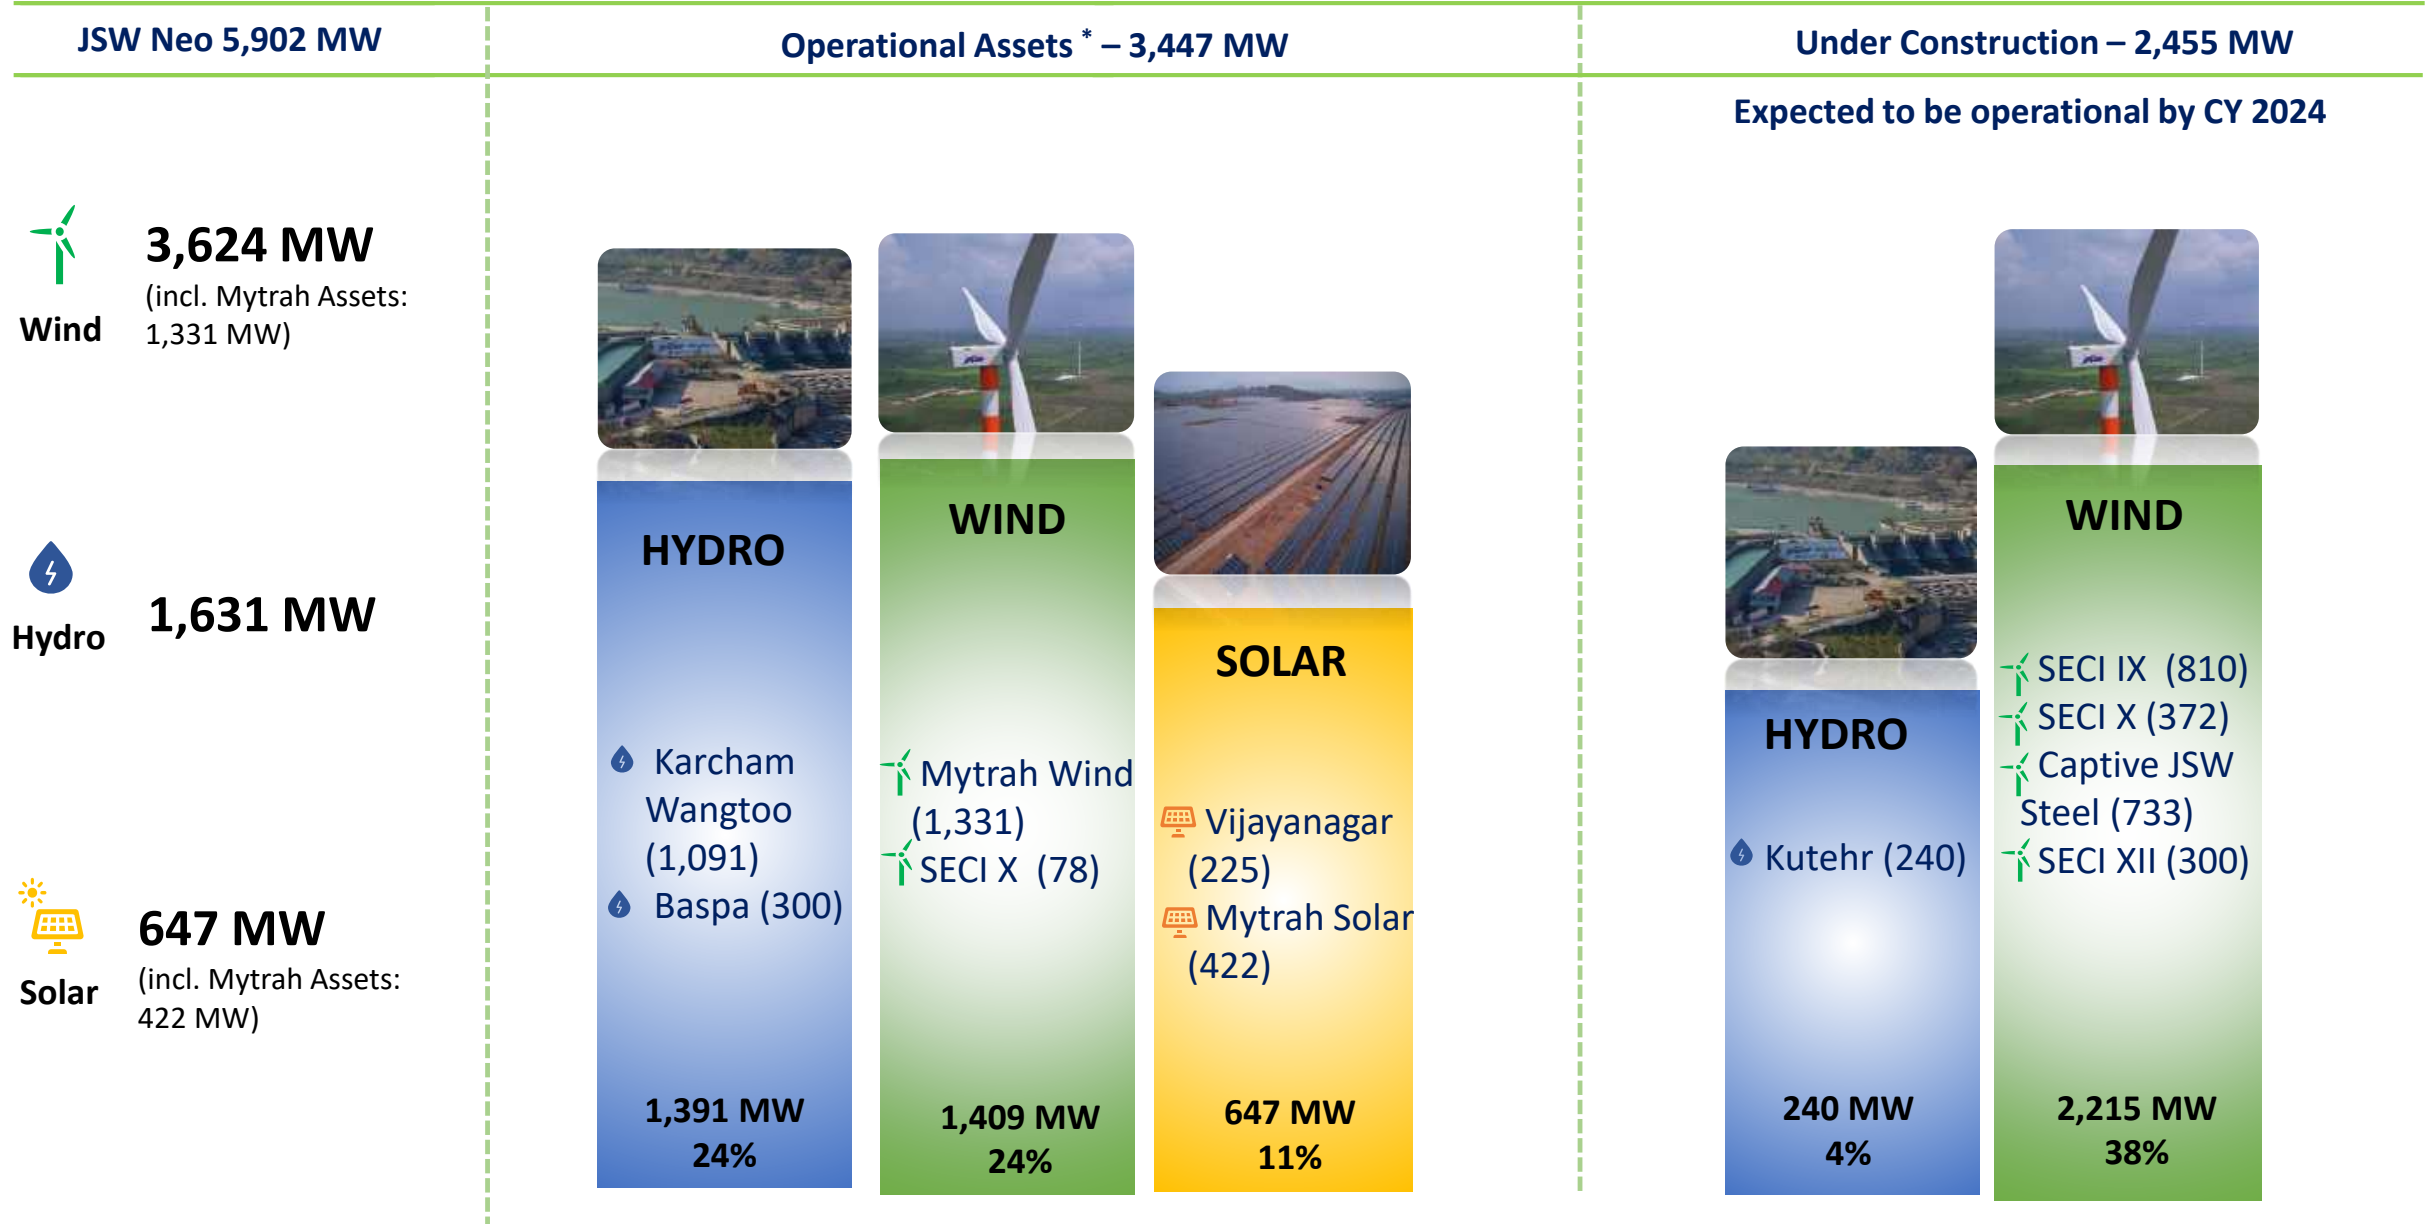 JSW Neo 5,902 MW
Operational Assets * – 3,447 MW
Under Construction – 2,455 MW
Expected to be operational by CY 2024
3,624 MW
(incl. Mytrah Assets:
1,331 MW)
Wind
1,631 MW
Hydro
647 MW
(incl. Mytrah Assets:
422 MW)
Solar
HYDRO
Karcham
Wangtoo
(1,091)
Baspa (300)
1,391 MW
24%
WIND
Mytrah Wind
(1,331)
SECI X (78)
1,409 MW
24%
SOLAR
Vijayanagar
(225)
Mytrah Solar
(422)
647 MW
11%
HYDRO
Kutehr (240)
240 MW
4%
WIND
SECI IX (810)
SECI X (372)
Captive JSW
Steel (733)
SECI XII (300)
2,215 MW
38%